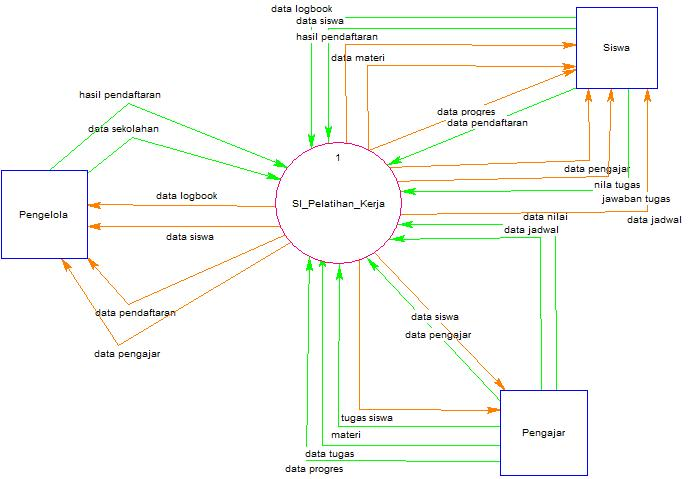 data logbook
data siswa
hasil pendaftaran
Siswa
data materi
hasil pendaftaran
data progres
data pendaftaran
data sekolahan
1
data pengajar
nila tugas
data logbook
SI_Pelatihan_Kerja
jawaban tugas
Pengelola
data nilai
data jadwal
data jadwal
data siswa
data pendaftaran
data siswa
data pengajar
data pengajar
tugas siswa
Pengajar
materi
data tugas
data progres